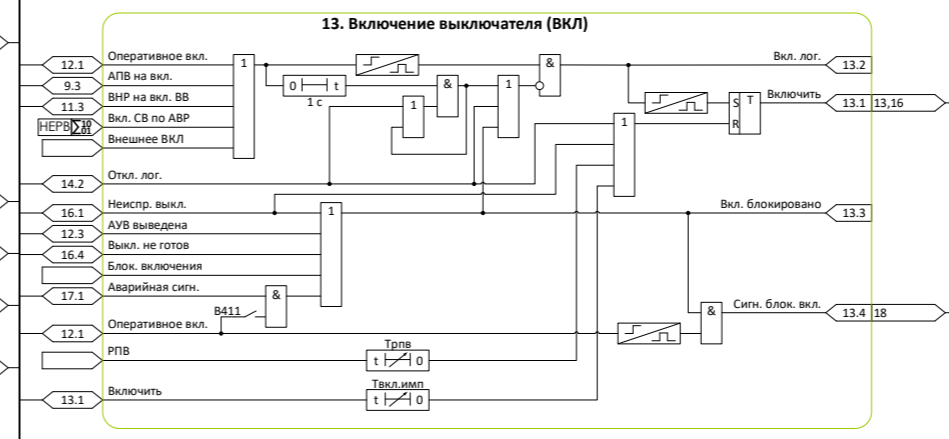 13. Включение выключателя (ВКЛ)
12.1 Оперативное вкл.
9.3 АПВ на вкл.
11.3 ВНР на вкл. ВВ
НЕРВ Вкл. СВ по АВР
Внешнее ВКЛ
14.2 Откл. лог.
16.1 Неиспр. выкл.
12.3 АУВ выведена
16.4 Выкл. не готов
Блок. включения
17.1 Аварийная сигн.
12.1 Оперативное вкл.
РПВ
13.1 Включить
1
0 t
1 с
1
&
1
&
1
S T
R
1
В411
&
&
Трпв
t 0
Твкл.имп
t 0
Вкл. лог. 13.2
Включить 13.1 13,16
Вкл. блокировано 13.3
Сигн. блок. вкл. 13.4 18